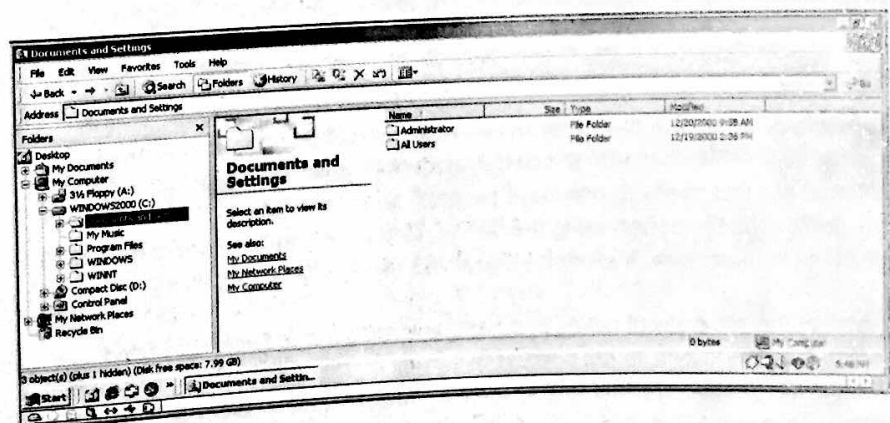 Documents and Settings
File Edit View Favorites Tools Help
Back Search Folders History
Address Documents and Settings
Folders
Name Size Type Modified
Desktop
My Documents
My Computer
3½ Floppy (A:)
WINDOWS2000 (C:)
My Music
Program Files
WINDOWS
WINNT
Compact Disc (D:)
Control Panel
My Network Places
Recycle Bin
Documents and
Settings
Select an item to view its
description.
See also:
My Documents
My Network Places
My Computer
Administrator File Folder 12/20/2000 9:38 AM
All Users File Folder 12/19/2000 2:36 PM
3 object(s) (plus 1 hidden) (Disk free space: 7.99 GB) 0 bytes My Computer
Start » Documents and Settin...